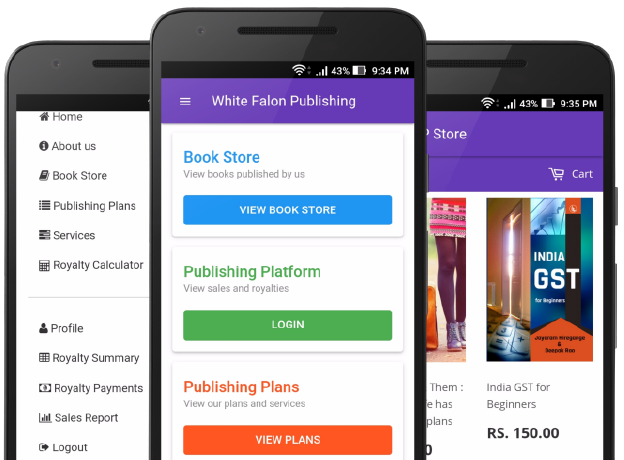 Home
About us
Book Store
Publishing Plans
Services
Royalty Calculator
Profile
Royalty Summary
Royalty Payments
Sales Report
Logout
43% 9:34 PM
White Falon Publishing
Book Store
View books published by us
VIEW BOOK STORE
Publishing Platform
View sales and royalties
LOGIN
Publishing Plans
View our plans and services
VIEW PLANS
43% 9:35 PM
P Store
Cart
INDIA
GST
for Beginners
Jayaram Hiregange
&
Deepak Rao
Them :
e has
plans
0
India GST for
Beginners
RS. 150.00